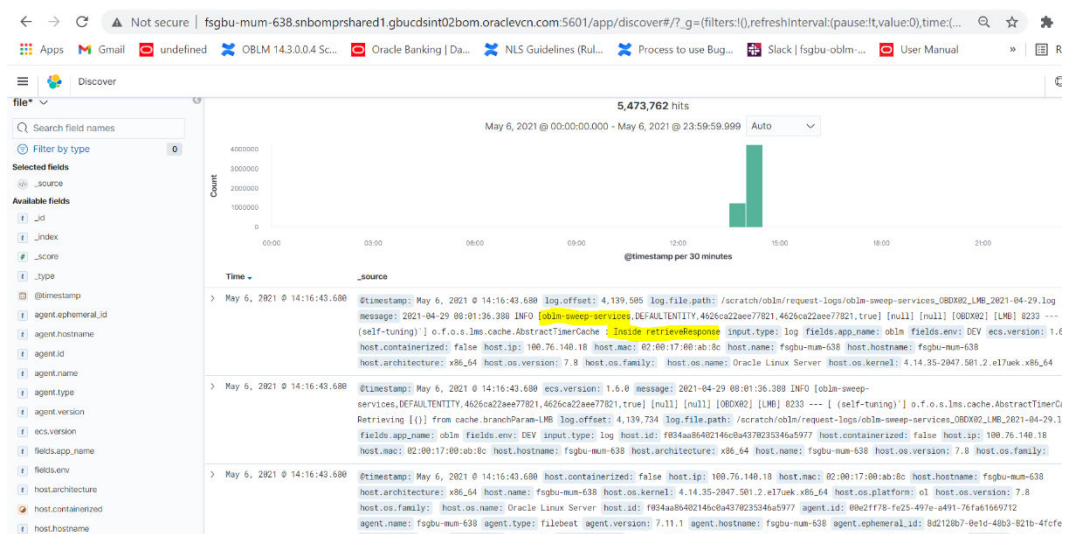 Not secure | fsgbu-mum-638.snbomprshared1.gbucdsint02bom.oraclevcn.com:5601/app/discover#/?_g=(filters:!(),refreshInterval:(pause:!t,value:0),time:(...
Apps Gmail undefined OBLM 14.3.0.0.4 Sc... Oracle Banking | Da... NLS Guidelines (Rul... Process to use Bug... Slack | fsgbu-oblm-... User Manual » R
Discover
file*
5,473,762 hits
Search field names
May 6, 2021 @ 00:00:00.000 - May 6, 2021 @ 23:59:59.999 Auto
Filter by type 0
Selected fields
_source
Available fields
_id
_index
_score
_type
@timestamp
agent.ephemeral_id
agent.hostname
agent.id
agent.name
agent.type
agent.version
ecs.version
fields.app_name
fields.env
host.architecture
host.containerized
host.hostname
Count
4000000
3000000
2000000
1000000
0
00:00 03:00 06:00 09:00 12:00 15:00 18:00 21:00
@timestamp per 30 minutes
Time _source
May 6, 2021 @ 14:16:43.680 @timestamp: May 6, 2021 @ 14:16:43.680 log.offset: 4,139,505 log.file.path: /scratch/oblm/request-logs/oblm-sweep-services_OBDX02_LMB_2021-04-29.log
message: 2021-04-29 08:01:36.388 INFO [oblm-sweep-services,DEFAULTENTITY,4626ca22aee77821,4626ca22aee77821,true] [null] [null] [OBDX02] [LMB] 8233 ---
(self-tuning)'] o.f.o.s.lms.cache.AbstractTimerCache : Inside retrieveResponse input.type: log fields.app_name: oblm fields.env: DEV ecs.version: 1.6
host.containerized: false host.ip: 100.76.140.18 host.mac: 02:00:17:00:ab:8c host.name: fsgbu-mum-638 host.hostname: fsgbu-mum-638
host.architecture: x86_64 host.os.version: 7.8 host.os.family: host.os.name: Oracle Linux Server host.os.kernel: 4.14.35-2047.501.2.el7uek.x86_64
May 6, 2021 @ 14:16:43.680 @timestamp: May 6, 2021 @ 14:16:43.680 ecs.version: 1.6.0 message: 2021-04-29 08:01:36.388 INFO [oblm-sweep-
services,DEFAULTENTITY,4626ca22aee77821,4626ca22aee77821,true] [null] [null] [OBDX02] [LMB] 8233 --- [ (self-tuning)'] o.f.o.s.lms.cache.AbstractTimerCa
Retrieving [{}] from cache.branchParam-LMB log.offset: 4,139,734 log.file.path: /scratch/oblm/request-logs/oblm-sweep-services_OBDX02_LMB_2021-04-29.l
fields.app_name: oblm fields.env: DEV input.type: log host.id: f034aa86402146c0a4370235346a5977 host.containerized: false host.ip: 100.76.140.18
host.mac: 02:00:17:00:ab:8c host.hostname: fsgbu-mum-638 host.architecture: x86_64 host.name: fsgbu-mum-638 host.os.version: 7.8 host.os.family:
May 6, 2021 @ 14:16:43.680 @timestamp: May 6, 2021 @ 14:16:43.680 host.containerized: false host.ip: 100.76.140.18 host.mac: 02:00:17:00:ab:8c host.hostname: fsgbu-mum-638
host.architecture: x86_64 host.name: fsgbu-mum-638 host.os.kernel: 4.14.35-2047.501.2.el7uek.x86_64 host.os.platform: ol host.os.version: 7.8
host.os.family: host.os.name: Oracle Linux Server host.id: f034aa86402146c0a4370235346a5977 agent.id: 00e2ff78-fe25-497e-a491-76fa61669712
agent.name: fsgbu-mum-638 agent.type: filebeat agent.version: 7.11.1 agent.hostname: fsgbu-mum-638 agent.ephemeral_id: 8d2128b7-0e1d-48b3-821b-4fcfe